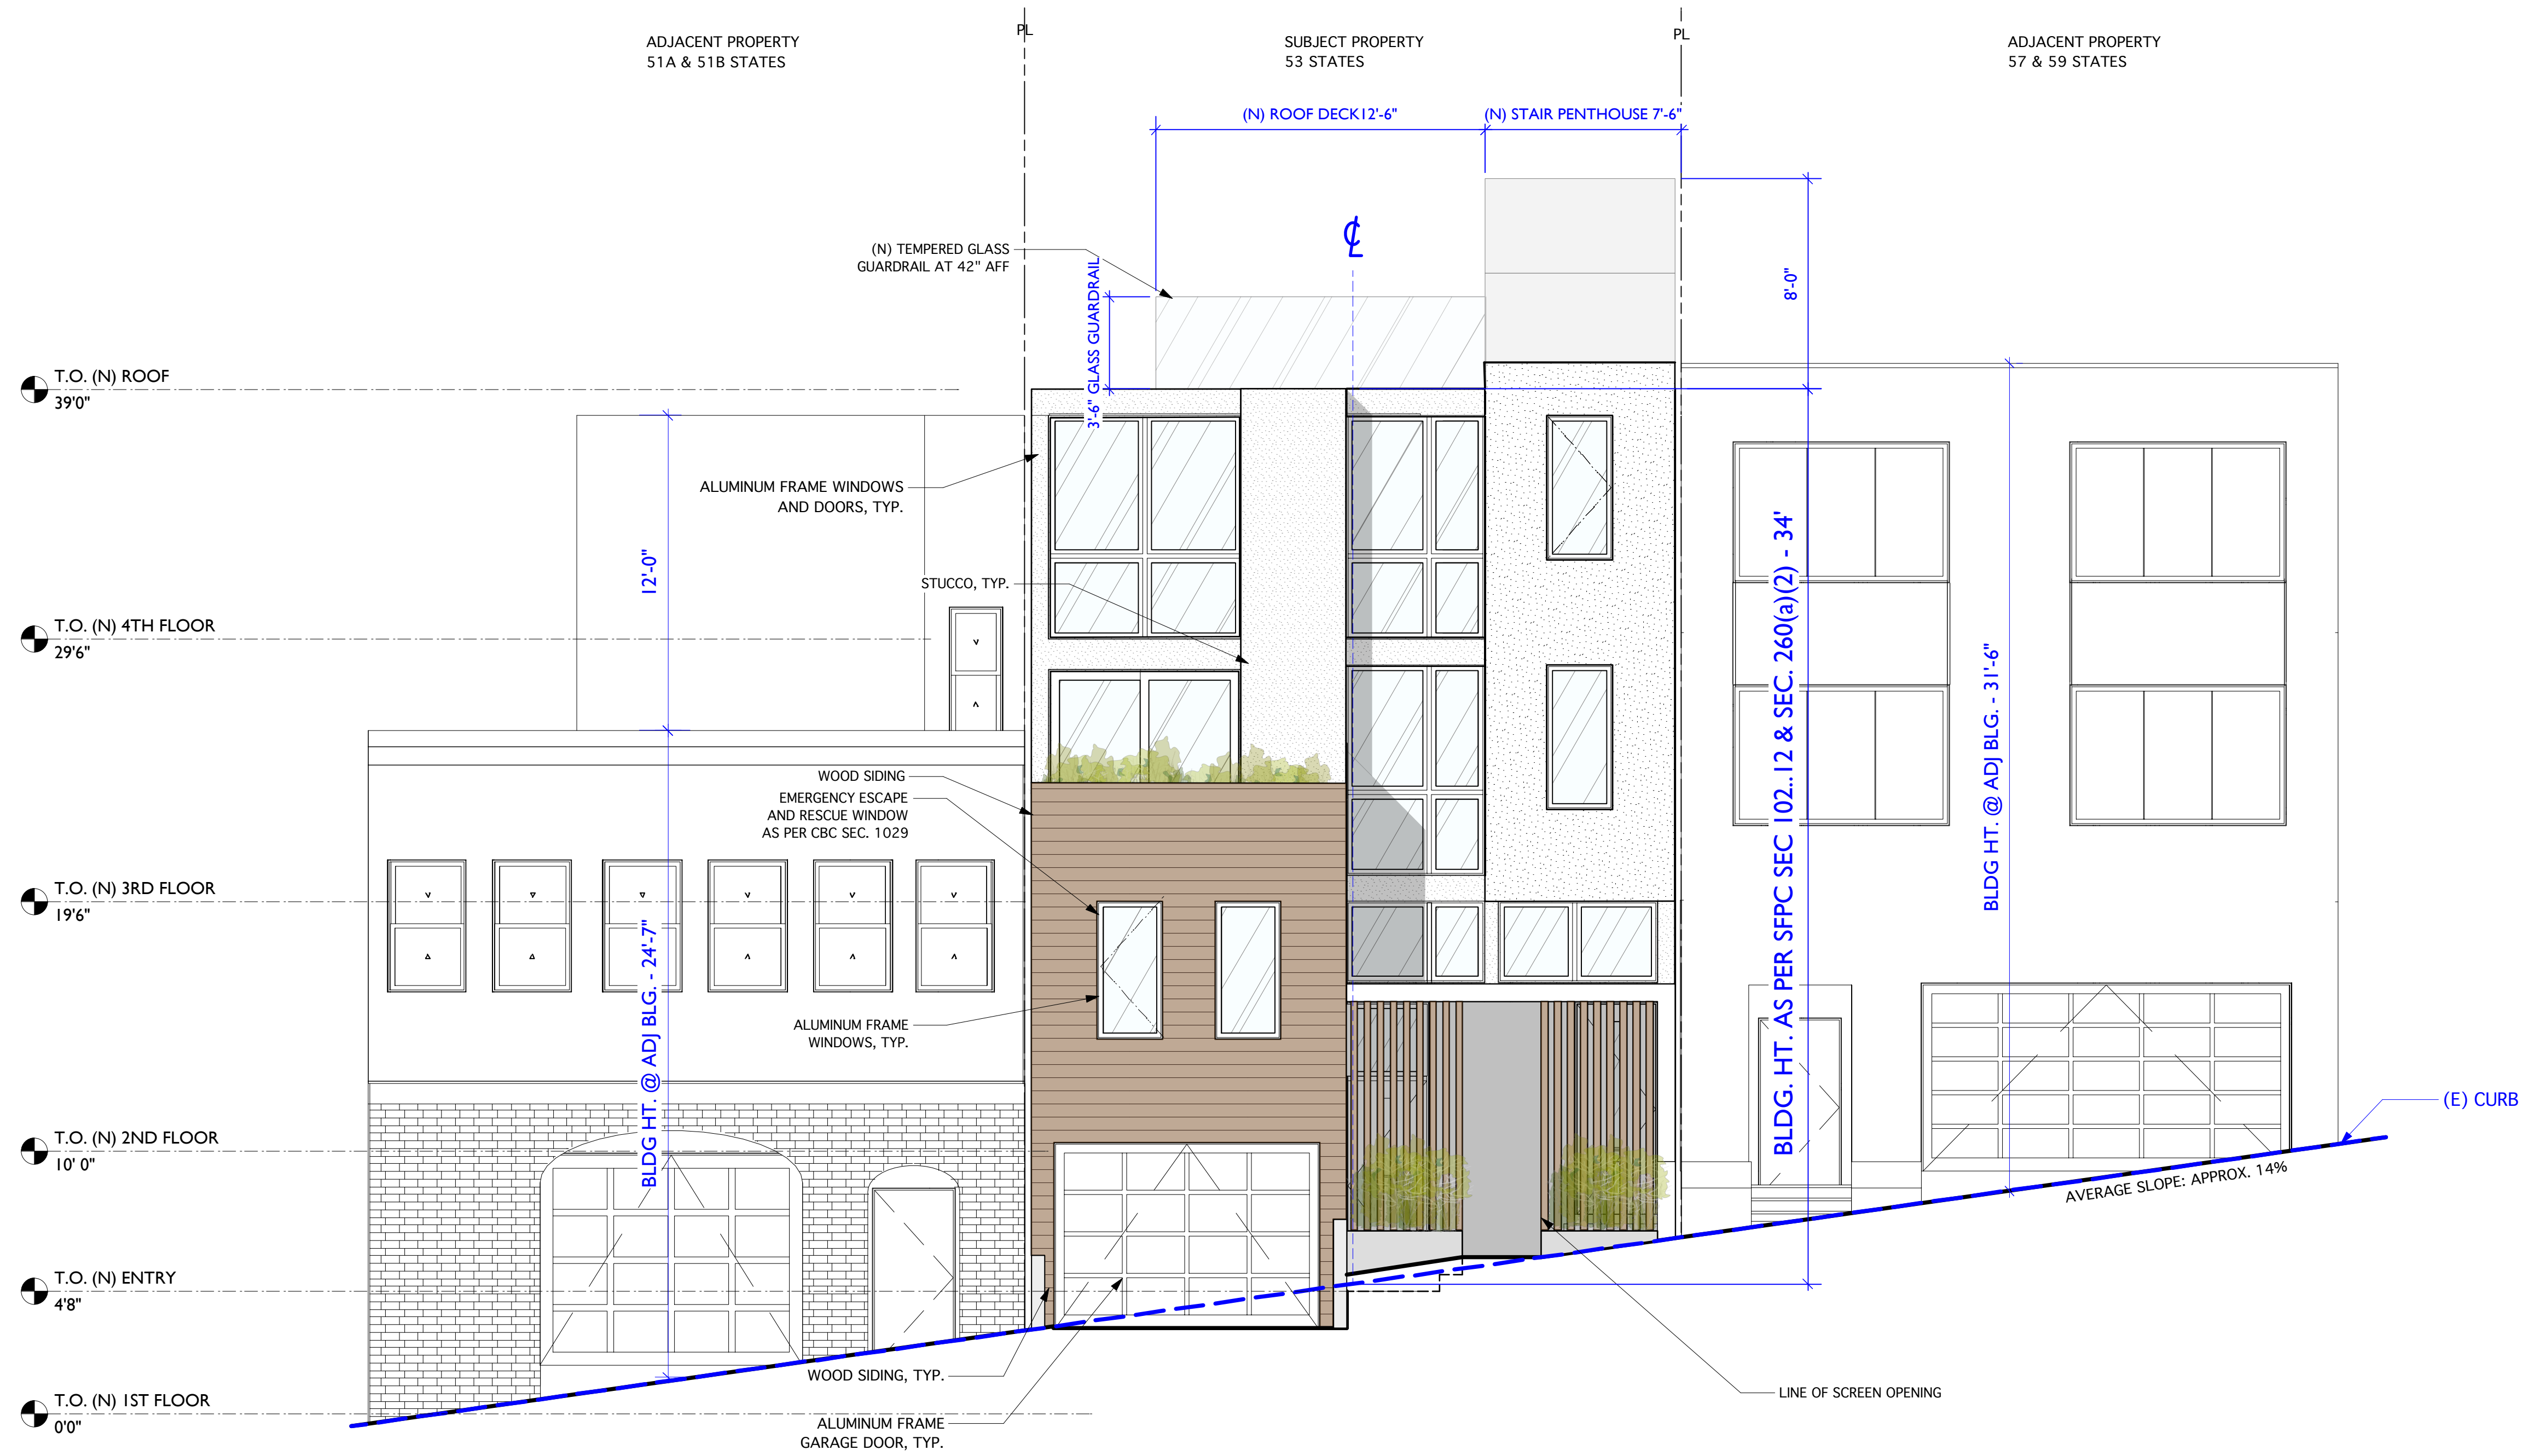 ADJACENT PROPERTY
51A & 51B STATES
PL
SUBJECT PROPERTY
53 STATES
PL
ADJACENT PROPERTY
57 & 59 STATES
(N) ROOF DECK12'-6"
(N) STAIR PENTHOUSE 7'-6"
(N) TEMPERED GLASS
GUARDRAIL AT 42" AFF
3'-6" GLASS GUARDRAIL
℄
8'-0"
T.O. (N) ROOF
39'0"
ALUMINUM FRAME WINDOWS
AND DOORS, TYP.
12'-0"
STUCCO, TYP.
T.O. (N) 4TH FLOOR
29'6"
BLDG. HT. AS PER SFPC SEC 102..12 & SEC. 260(a)(2) - 34'
BLDG HT. @ ADJ BLG. - 31'-6"
WOOD SIDING
EMERGENCY ESCAPE
AND RESCUE WINDOW
AS PER CBC SEC. 1029
T.O. (N) 3RD FLOOR
19'6"
BLDG HT. @ ADJ BLG. - 24'-7"
ALUMINUM FRAME
WINDOWS, TYP.
(E) CURB
T.O. (N) 2ND FLOOR
10' 0"
AVERAGE SLOPE: APPROX. 14%
T.O. (N) ENTRY
4'8"
WOOD SIDING, TYP.
LINE OF SCREEN OPENING
T.O. (N) 1ST FLOOR
0'0"
ALUMINUM FRAME
GARAGE DOOR, TYP.